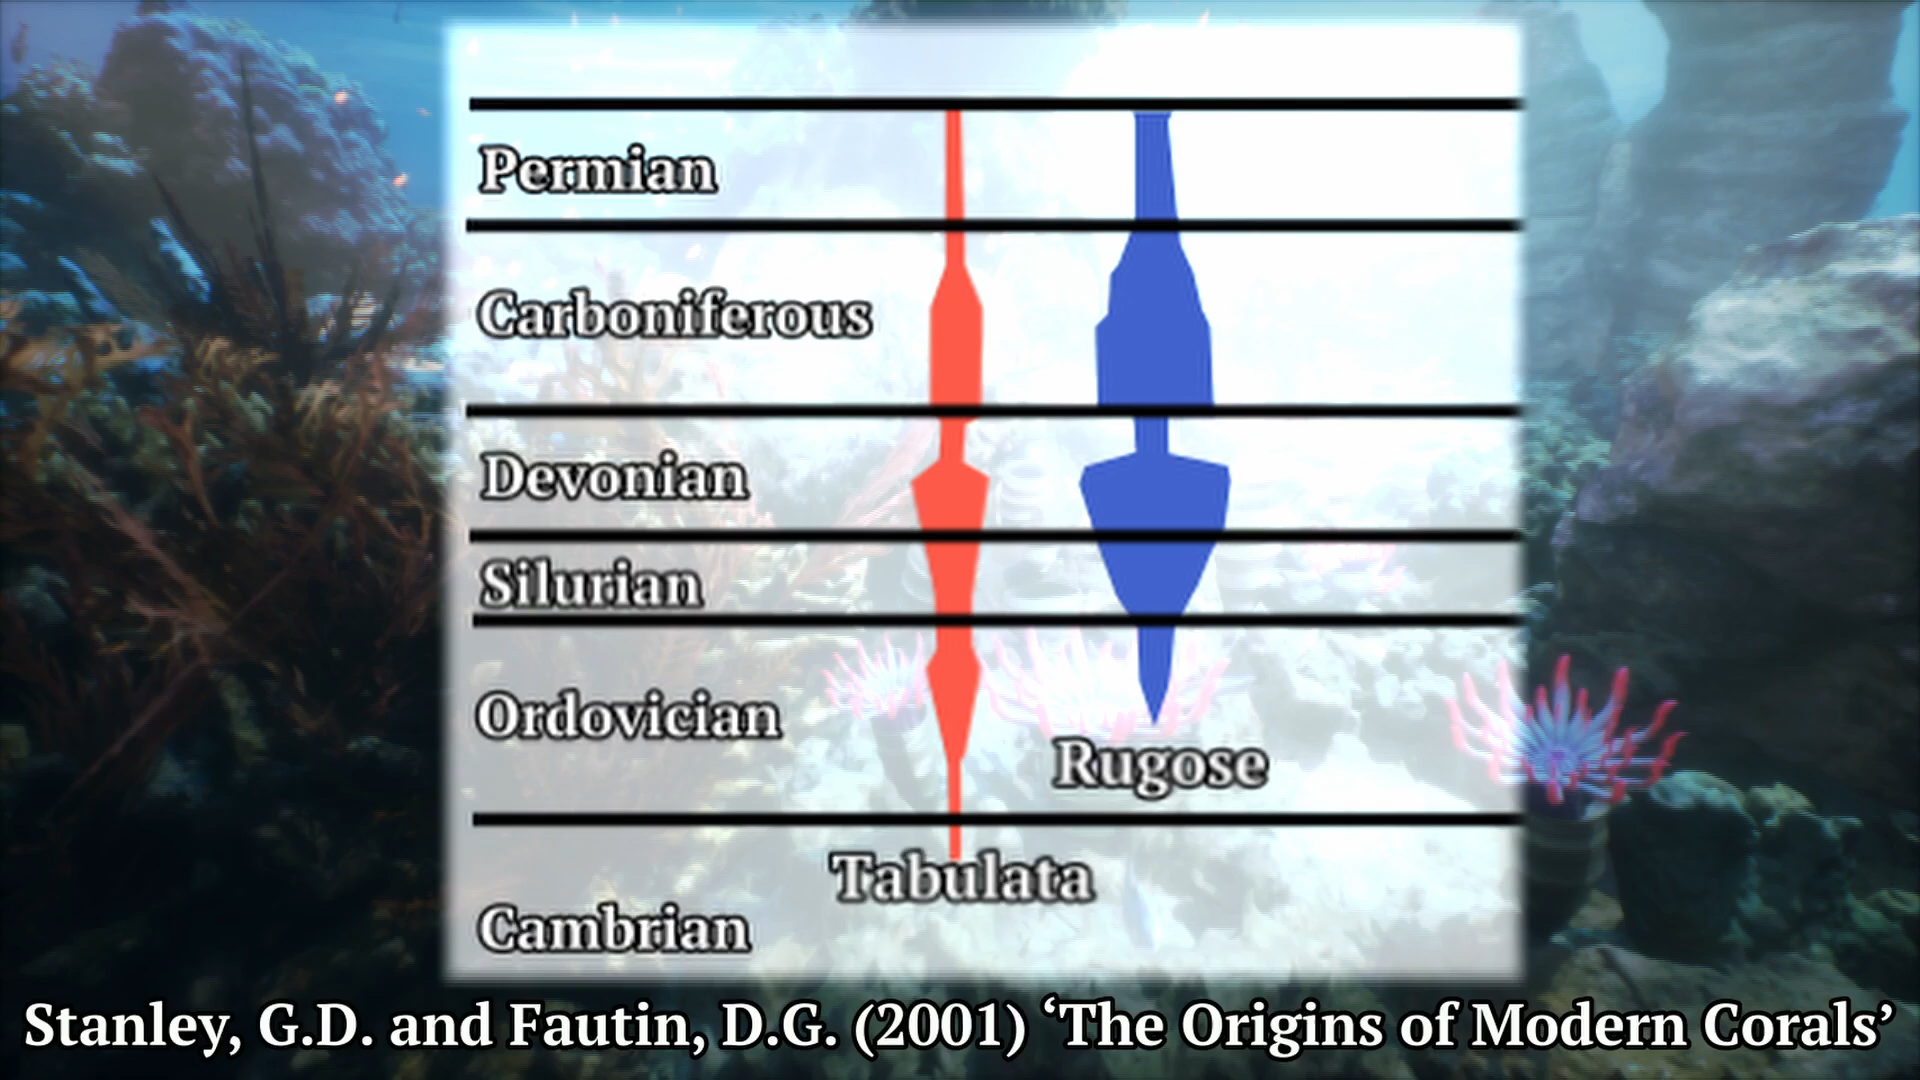 Permian
Carboniferous
Devonian
Silurian
Ordovician
Rugose
Tabulata
Cambrian
Stanley, G.D. and Fautin, D.G. (2001) ‘The Origins of Modern Corals’